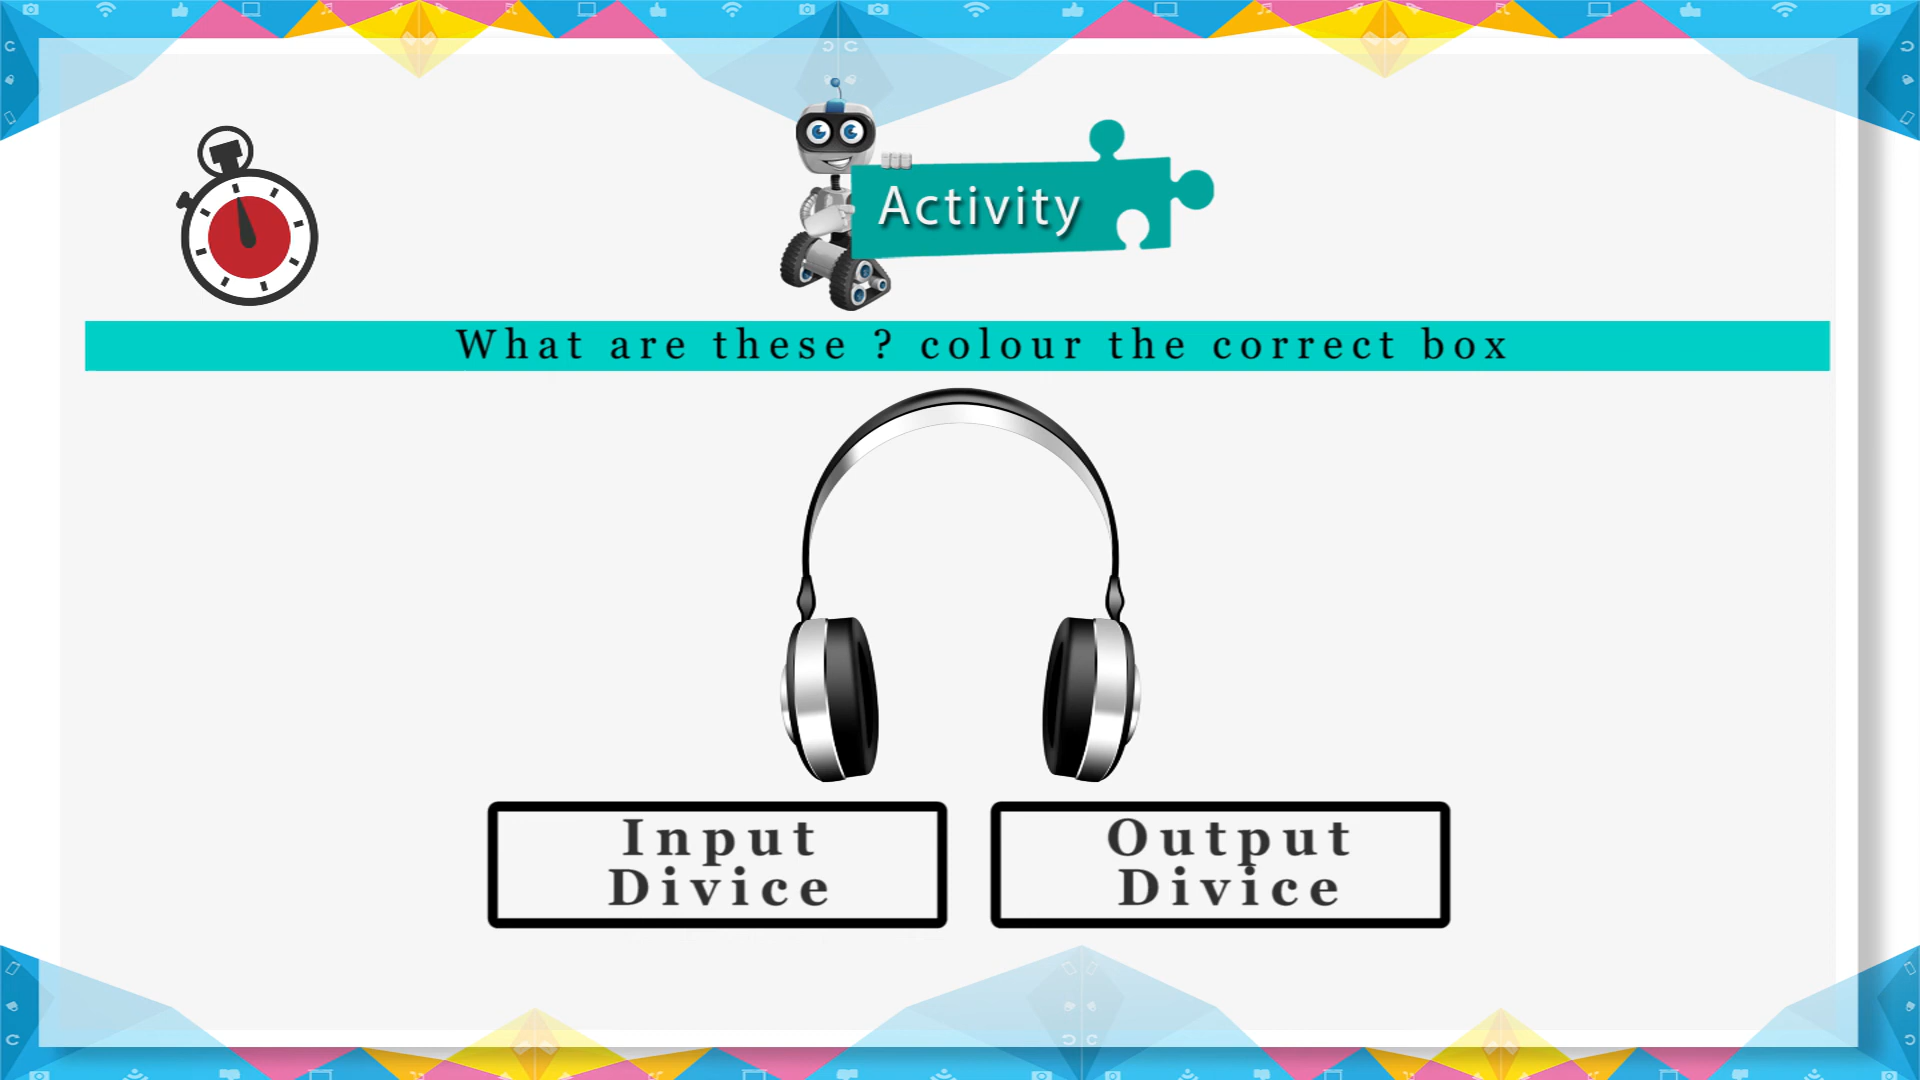 Activity
What are these ? colour the correct box
Input
Divice
Output
Divice